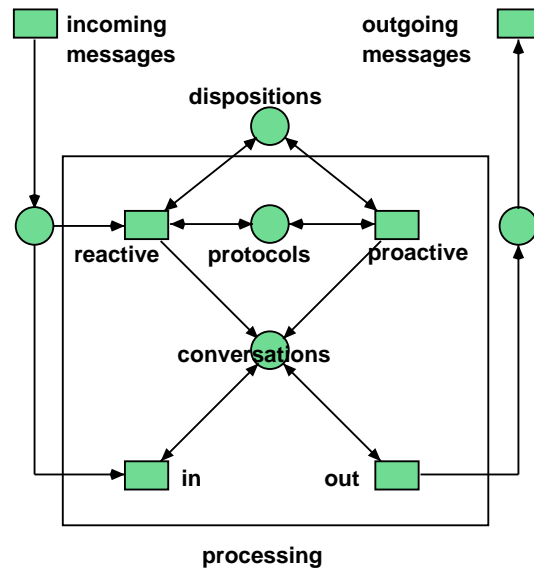 incoming
messages
outgoing
messages
dispositions
reactive
protocols
proactive
conversations
in
out
processing